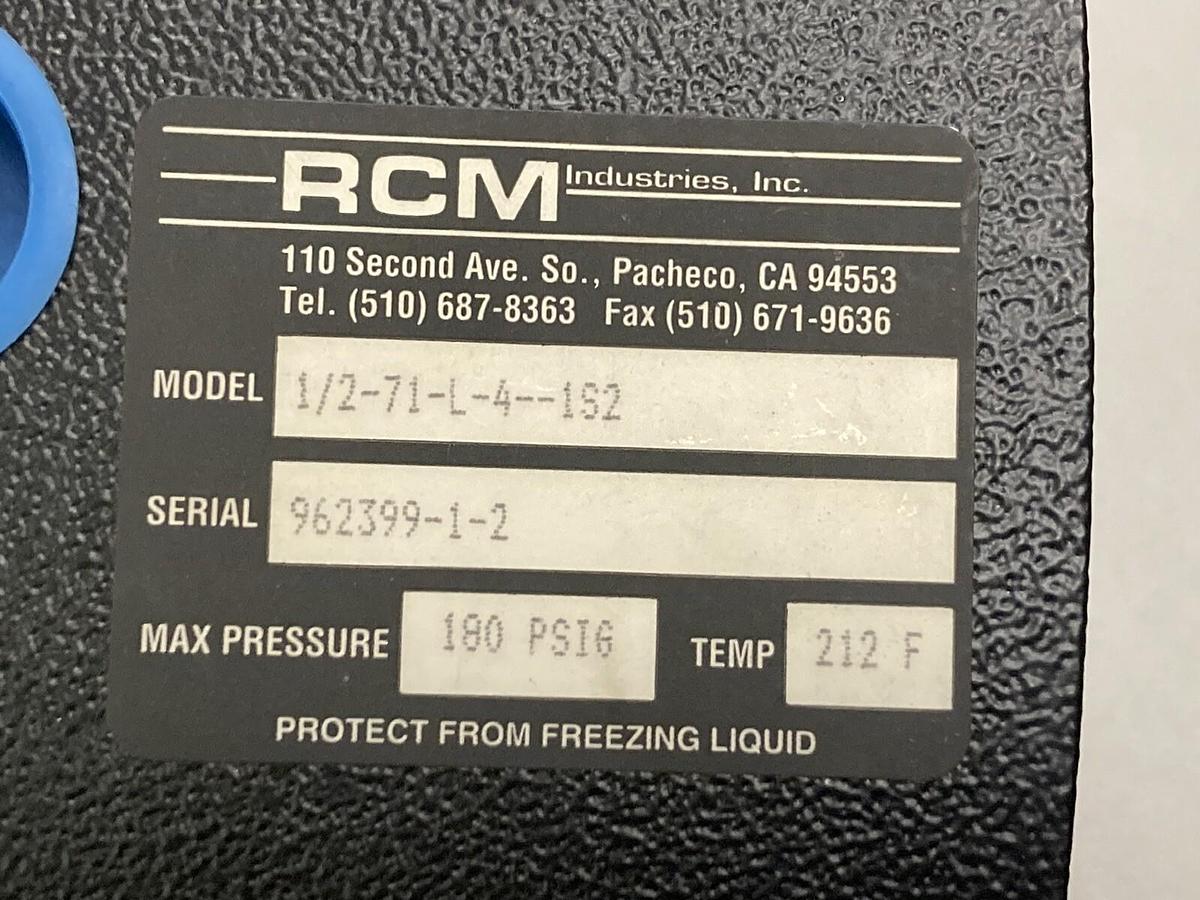 RCM Industries, Inc.
110 Second Ave. So., Pacheco, CA 94553
Tel. (510) 687-8363 Fax (510) 671-9636
MODEL 1/2-71-L-4--1S2
SERIAL 962399-1-2
MAX PRESSURE 180 PSIG TEMP 212 F
PROTECT FROM FREEZING LIQUID